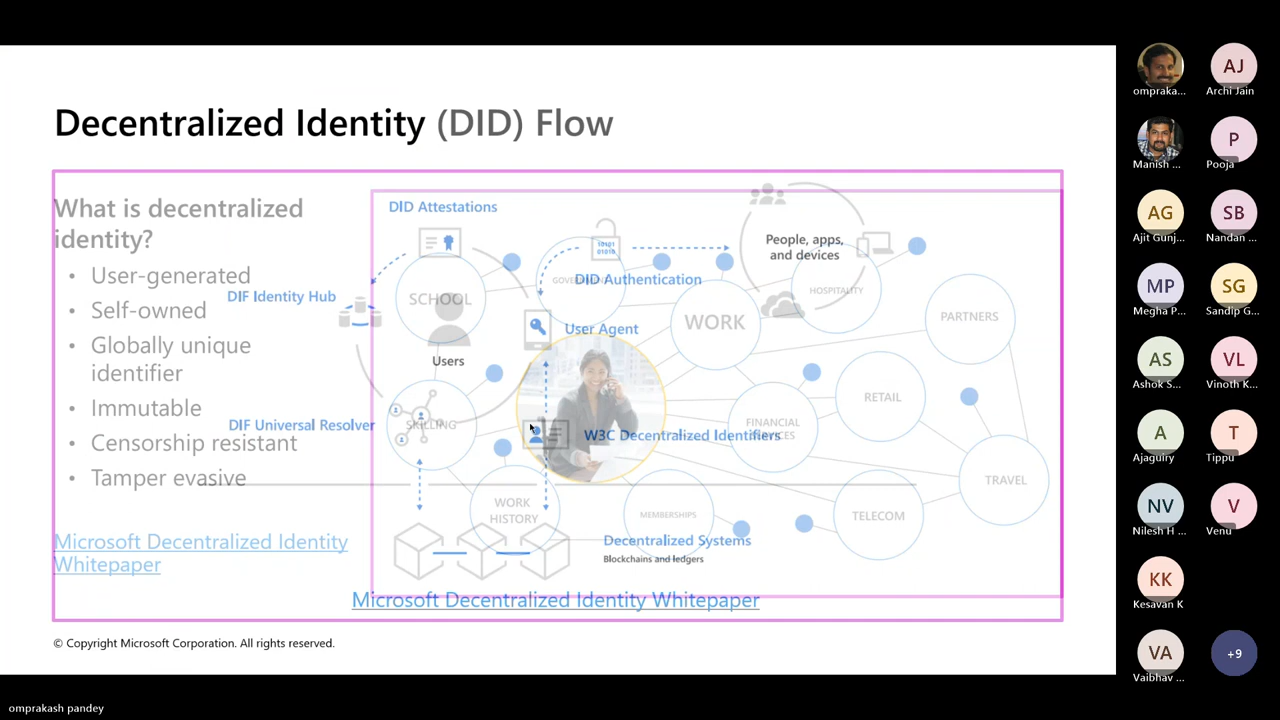 Decentralized Identity (DID) Flow
What is decentralized
identity?
• User-generated
• Self-owned
• Globally unique
identifier
• Immutable
• Censorship resistant
• Tamper evasive
Microsoft Decentralized Identity
Whitepaper
DID Attestations
DIF Identity Hub
SCHOOL
Users
DID Authentication
User Agent
10101
01010
People, apps,
and devices
HOSPITALITY
WORK
PARTNERS
DIF Universal Resolver
SKILLING
W3C Decentralized Identifiers
FINANCIAL
RETAIL
TRAVEL
WORK
HISTORY
MEMBERSHIPS
TELECOM
Decentralized Systems
Blockchains and ledgers
Microsoft Decentralized Identity Whitepaper
© Copyright Microsoft Corporation. All rights reserved.
ompraka...
AJ
Archi Jain
Manish ...
P
Pooja
AG
Ajit Gunj...
SB
Nandan ...
MP
Megha P...
SG
Sandip G...
AS
Ashok S...
VL
Vinoth K...
A
Ajaguiry
T
Tippu
NV
Nilesh H ...
V
Venu
KK
Kesavan K
VA
Vaibhav ...
+9
omprakash pandey